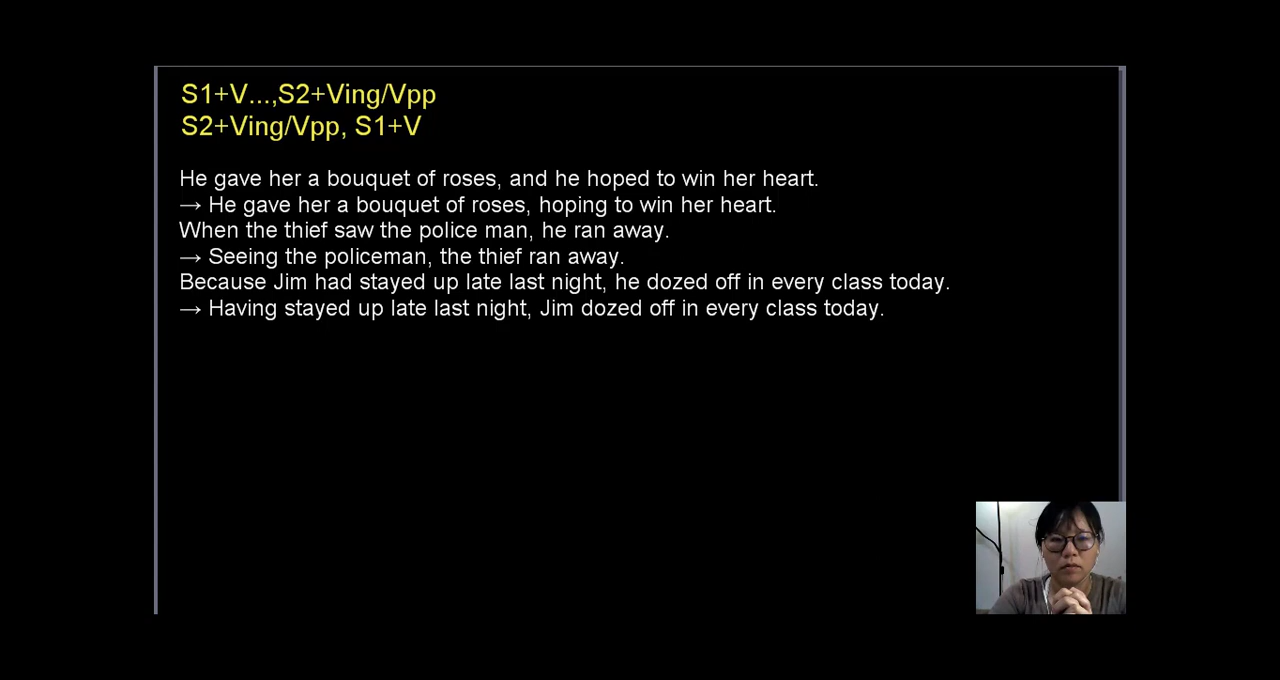 S1+V...,S2+Ving/Vpp
S2+Ving/Vpp, S1+V
He gave her a bouquet of roses, and he hoped to win her heart.
→ He gave her a bouquet of roses, hoping to win her heart.
When the thief saw the police man, he ran away.
→ Seeing the policeman, the thief ran away.
Because Jim had stayed up late last night, he dozed off in every class today.
→ Having stayed up late last night, Jim dozed off in every class today.